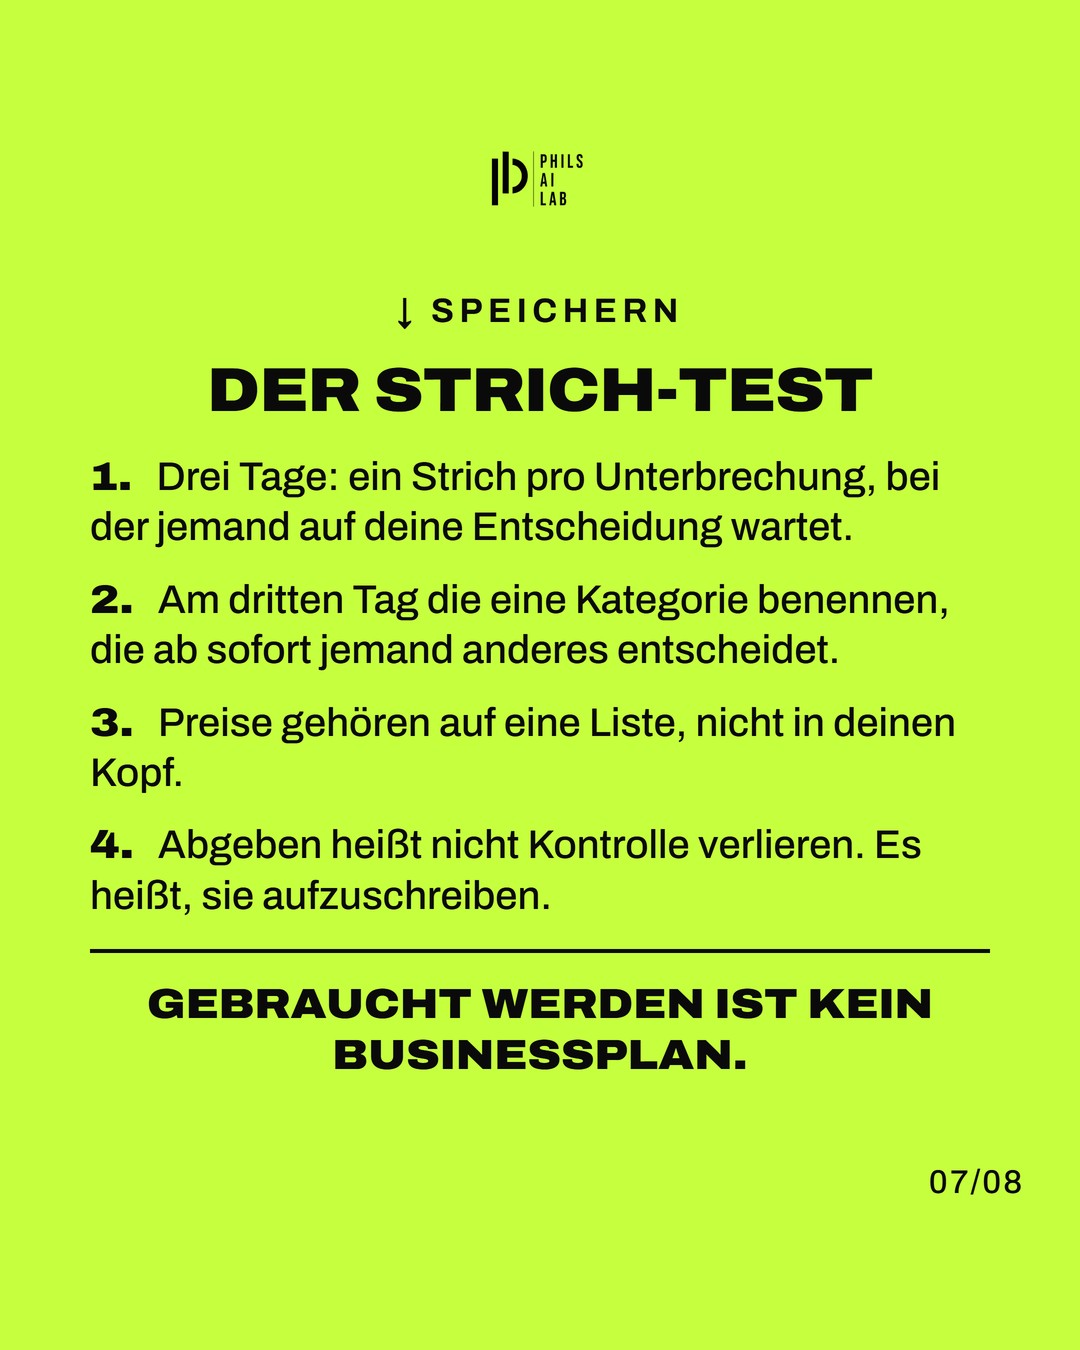 PHILS
AI
LAB
↓ SPEICHERN
DER STRICH-TEST
1. Drei Tage: ein Strich pro Unterbrechung, bei
der jemand auf deine Entscheidung wartet.
2. Am dritten Tag die eine Kategorie benennen,
die ab sofort jemand anderes entscheidet.
3. Preise gehören auf eine Liste, nicht in deinen
Kopf.
4. Abgeben heißt nicht Kontrolle verlieren. Es
heißt, sie aufzuschreiben.
GEBRAUCHT WERDEN IST KEIN
BUSINESSPLAN.
07/08